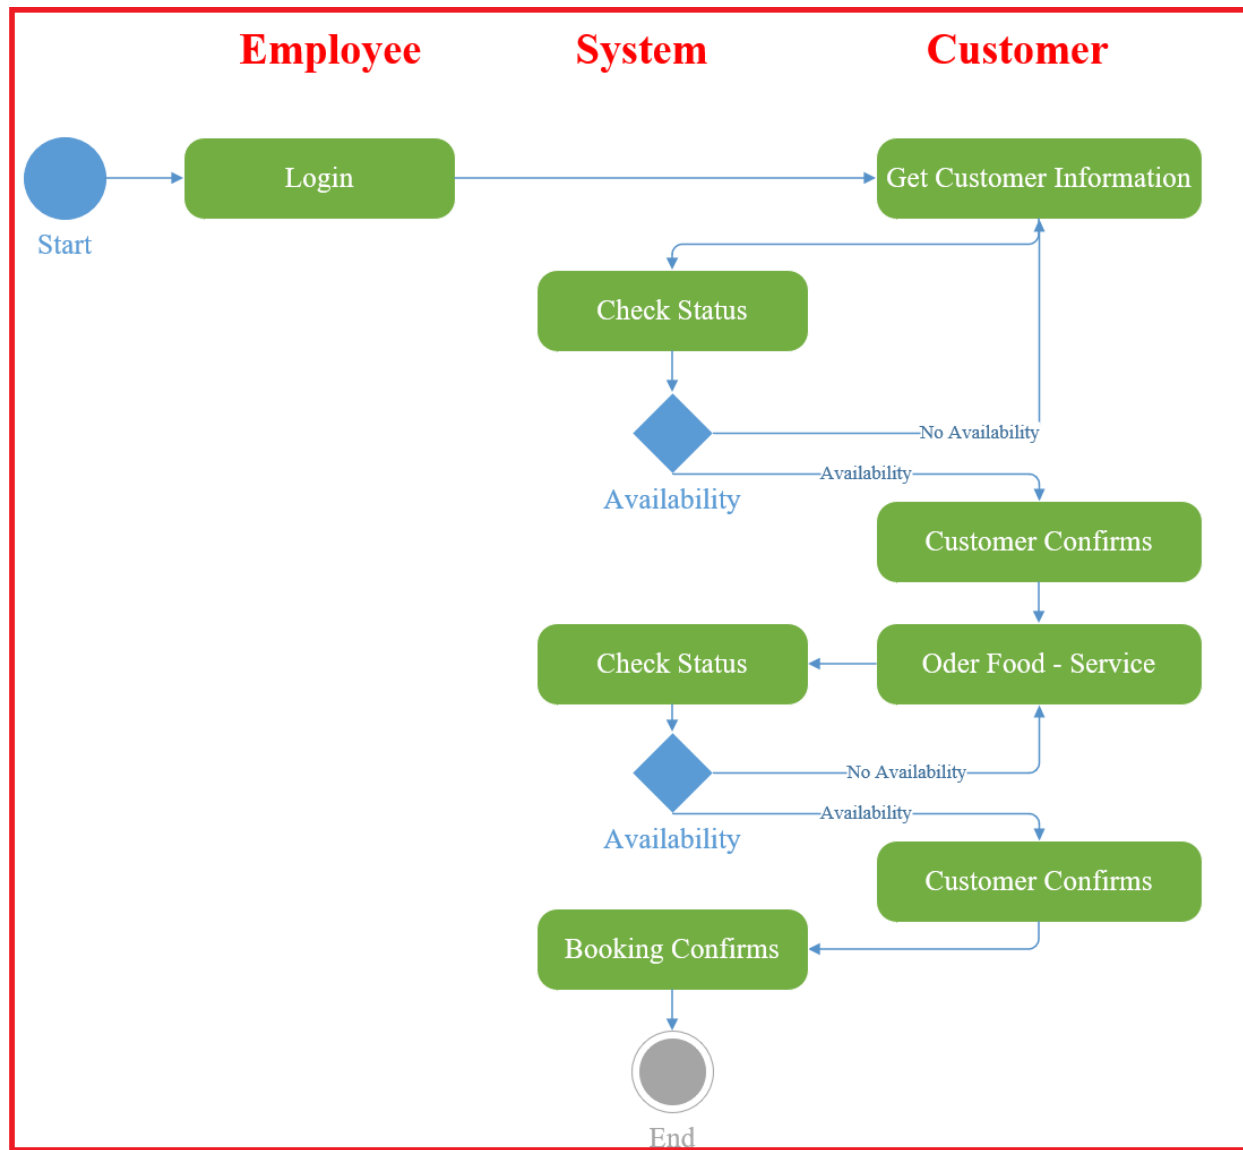 Employee System Customer
Login
Get Customer Information
Start
Check Status
No Availability
Availability
Availability
Customer Confirms
Check Status
Oder Food - Service
No Availability
Availability
Availability
Customer Confirms
Booking Confirms
End